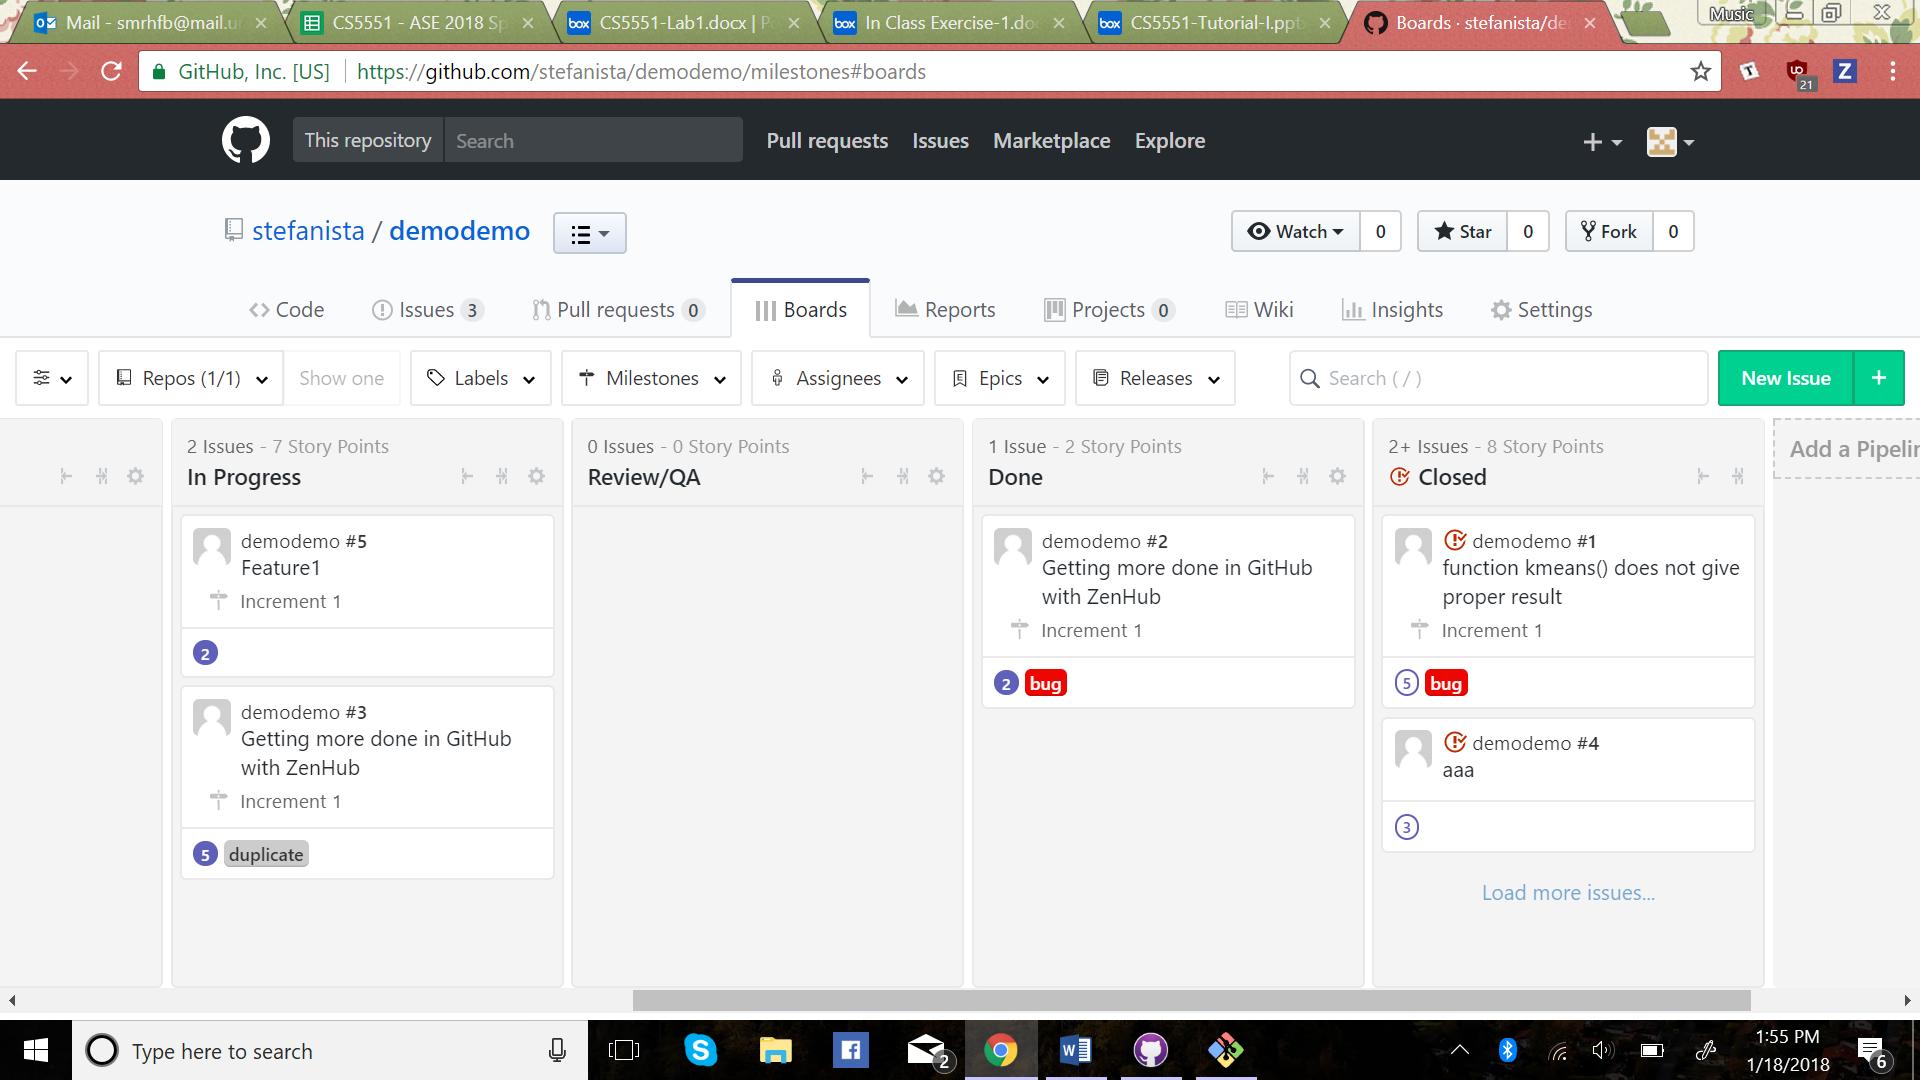 Mail - smrhfb@mail.u
CS5551 - ASE 2018 Sp
CS5551-Lab1.docx | Po
In Class Exercise-1.do
CS5551-Tutorial-I.ppt
Boards · stefanista/de
Music
GitHub, Inc. [US]
https://github.com/stefanista/demodemo/milestones#boards
21
This repository
Search
Pull requests
Issues
Marketplace
Explore
stefanista / demodemo
Watch 0
Star 0
Fork 0
Code
Issues 3
Pull requests 0
Boards
Reports
Projects 0
Wiki
Insights
Settings
Repos (1/1)
Show one
Labels
Milestones
Assignees
Epics
Releases
Search ( / )
New Issue
+
2 Issues - 7 Story Points
In Progress
demodemo #5
Feature1
Increment 1
2
demodemo #3
Getting more done in GitHub
with ZenHub
Increment 1
5 duplicate
0 Issues - 0 Story Points
Review/QA
1 Issue - 2 Story Points
Done
demodemo #2
Getting more done in GitHub
with ZenHub
Increment 1
2 bug
2+ Issues - 8 Story Points
Closed
demodemo #1
function kmeans() does not give
proper result
Increment 1
5 bug
demodemo #4
aaa
3
Load more issues...
Add a Pipelin
Type here to search
2
1:55 PM
1/18/2018
6